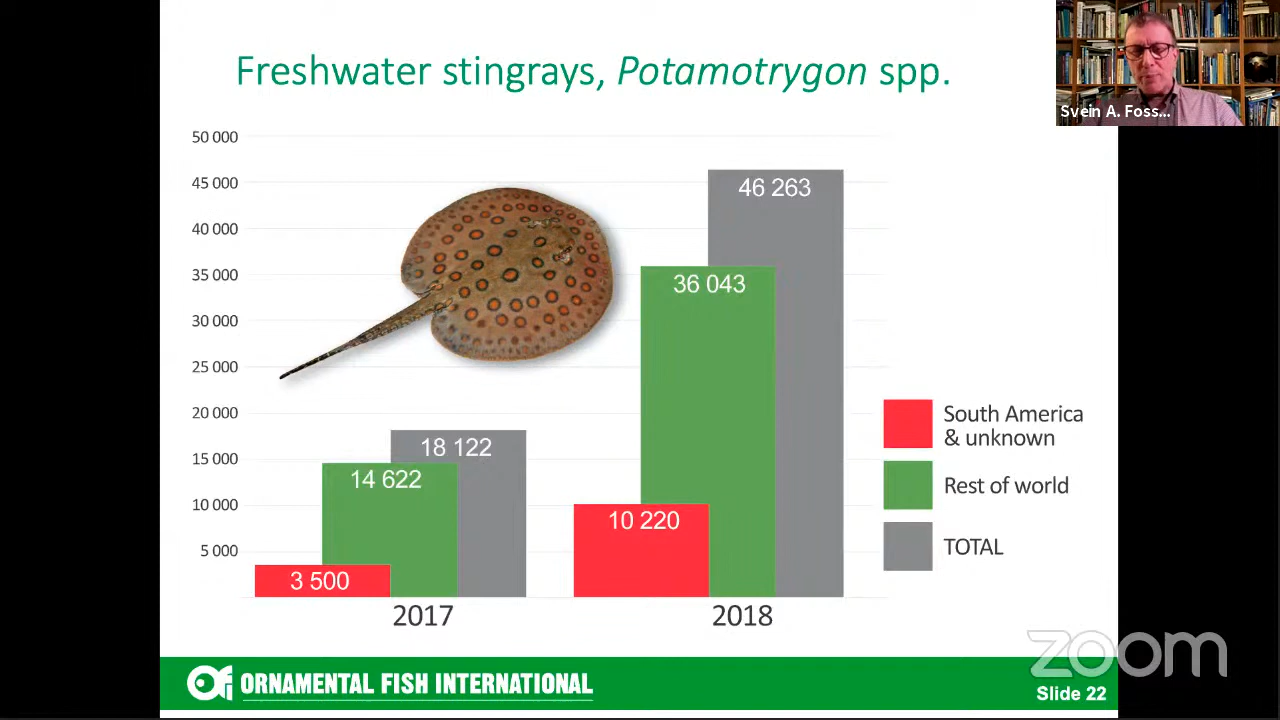 Freshwater stingrays, Potamotrygon spp.
Svein A. Foss...
50 000
45 000
40 000
35 000
30 000
25 000
20 000
15 000
10 000
5 000
3 500
14 622
18 122
10 220
36 043
46 263
2017
2018
South America
& unknown
Rest of world
TOTAL
zoom
ORNAMENTAL FISH INTERNATIONAL
Slide 22